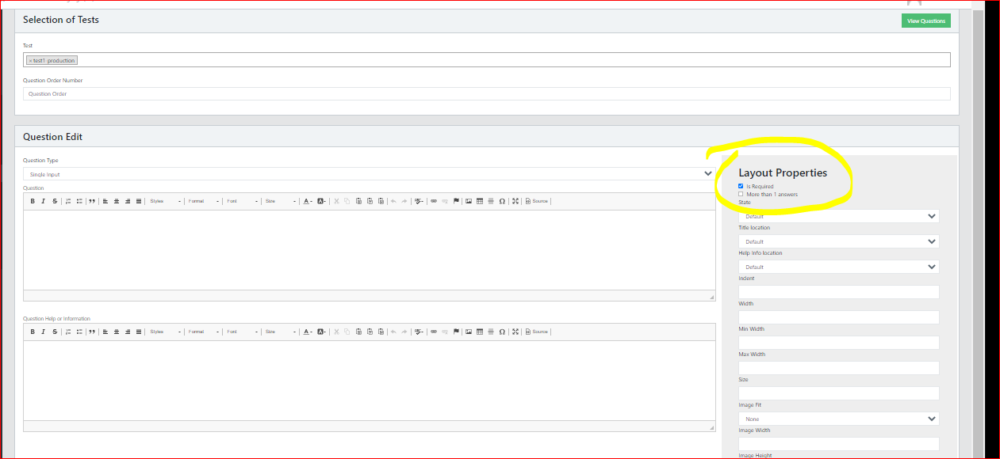 Selection of Tests
View Questions
Test
× test1-production
Question Order Number
Question Order
Question Edit
Question Type
Single Input
Question
B I S Styles Format Font Size A A Ω Source
Question Help or Information
B I S Styles Format Font Size A A Ω Source
Layout Properties
Is Required
More than 1 answers
State
Default
Title location
Default
Help Info location
Default
Indent
Width
Min Width
Max Width
Size
Image Fit
None
Image Width
Image Height